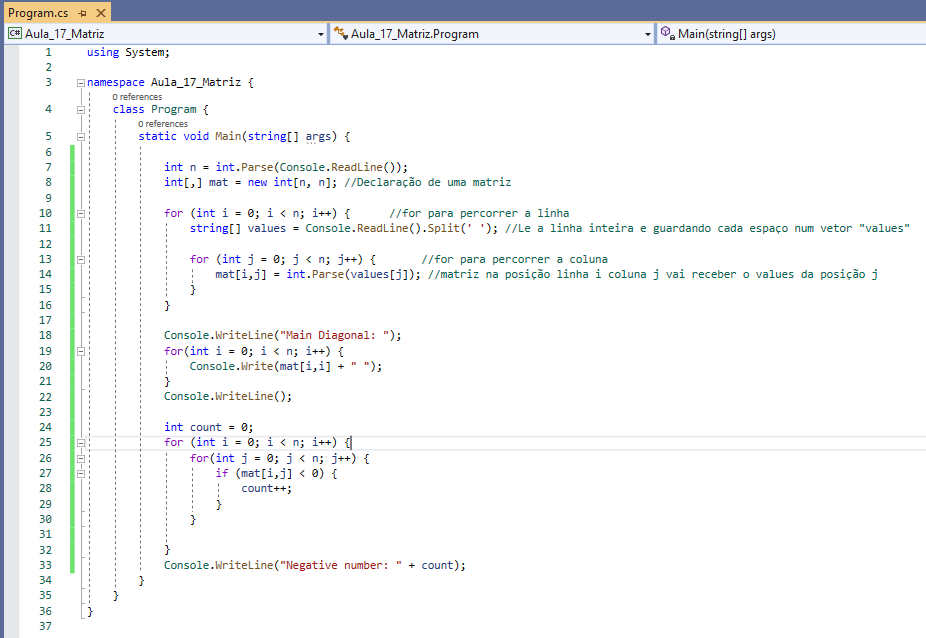 Program.cs
C# Aula_17_Matriz Aula_17_Matriz.Program Main(string[] args)
1 using System;
2
3 namespace Aula_17_Matriz {
0 references
4 class Program {
0 references
5 static void Main(string[] args) {
6
7 int n = int.Parse(Console.ReadLine());
8 int[,] mat = new int[n, n]; //Declaração de uma matriz
9
10 for (int i = 0; i < n; i++) { //for para percorrer a linha
11 string[] values = Console.ReadLine().Split(' '); //Le a linha inteira e guardando cada espaço num vetor "values"
12
13 for (int j = 0; j < n; j++) { //for para percorrer a coluna
14 mat[i,j] = int.Parse(values[j]); //matriz na posição linha i coluna j vai receber o values da posição j
15 }
16 }
17
18 Console.WriteLine("Main Diagonal: ");
19 for(int i = 0; i < n; i++) {
20 Console.Write(mat[i,i] + " ");
21 }
22 Console.WriteLine();
23
24 int count = 0;
25 for (int i = 0; i < n; i++) {
26 for(int j = 0; j < n; j++) {
27 if (mat[i,j] < 0) {
28 count++;
29 }
30 }
31
32 }
33 Console.WriteLine("Negative number: " + count);
34 }
35 }
36 }
37